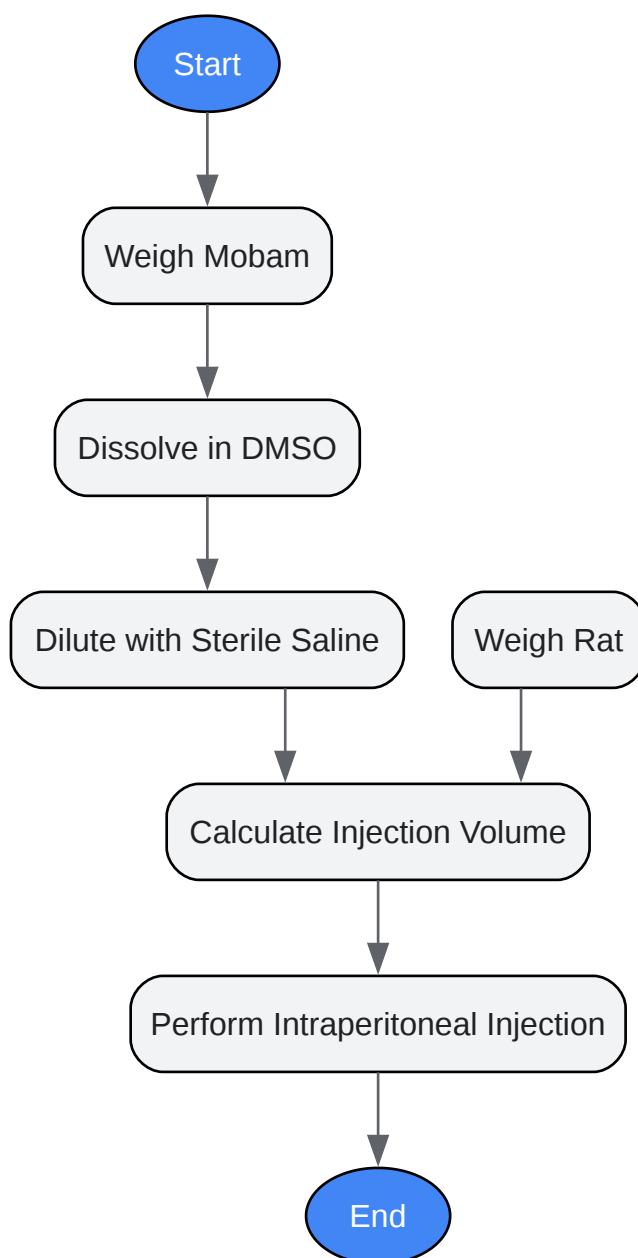 Start
Weigh Mobam
Dissolve in DMSO
Dilute with Sterile Saline
Weigh Rat
Calculate Injection Volume
Perform Intraperitoneal Injection
End